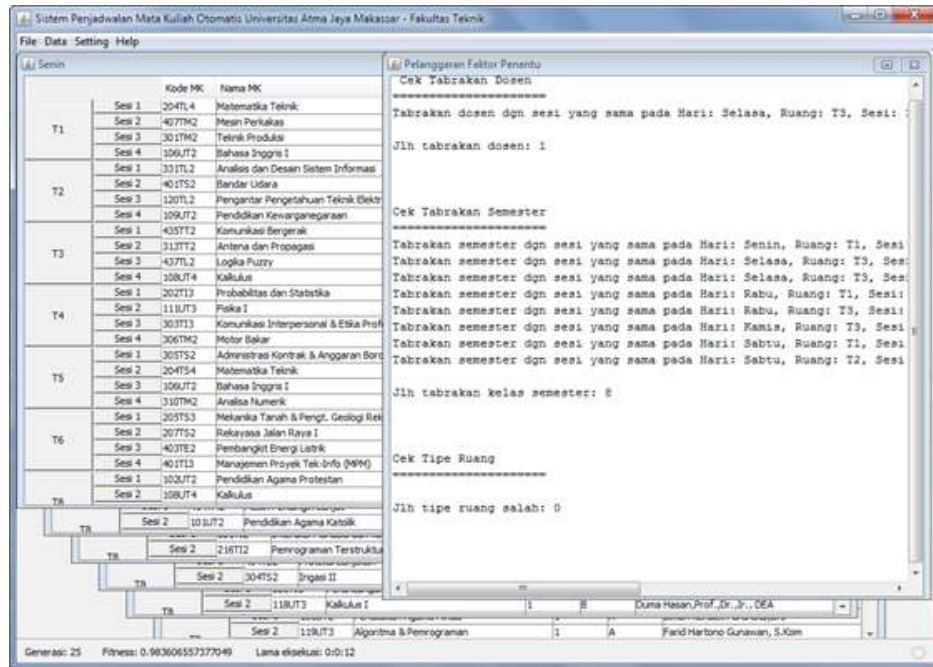 Sistem Penjadwalan Mata Kuliah Otomatis Universitas Atma Jaya Makassar - Fakultas Teknik
File Data Setting Help
Senin
Kode MK Nama MK
T1
Sesi 1 204TL4 Matematika Teknik
Sesi 2 407TM2 Mesin Perkakas
Sesi 3 301TM2 Teknik Produksi
Sesi 4 106UT2 Bahasa Inggris I
T2
Sesi 1 331TL2 Analisis dan Desain Sistem Informasi
Sesi 2 401TS2 Bandar Udara
Sesi 3 120TL2 Pengantar Pengetahuan Teknik Elektr
Sesi 4 109UT2 Pendidikan Kewarganegaraan
T3
Sesi 1 435TT2 Komunikasi Bergerak
Sesi 2 313TT2 Antena dan Propagasi
Sesi 3 437TL2 Logika Fuzzy
Sesi 4 108UT4 Kalkulus
T4
Sesi 1 202TI3 Probabilitas dan Statistika
Sesi 2 111UT3 Fisika I
Sesi 3 303TI3 Komunikasi Interpersonal & Etika Prof
Sesi 4 306TM2 Motor Bakar
T5
Sesi 1 305TS2 Administrasi Kontrak & Anggaran Boro
Sesi 2 204TS4 Matematika Teknik
Sesi 3 106UT2 Bahasa Inggris I
Sesi 4 310TM2 Analisa Numerik
T6
Sesi 1 205TS3 Mekanika Tanah & Pengt. Geologi Rek
Sesi 2 207TS2 Rekayasa Jalan Raya I
Sesi 3 403TE2 Pembangkit Energi Listrik
Sesi 4 401TI3 Manajemen Proyek Tek-Info (MPM)
T8
Sesi 1 102UT2 Pendidikan Agama Protestan
Sesi 2 108UT4 Kalkulus
T8 Sesi 2 101UT2 Pendidikan Agama Katolik
T8 Sesi 2 216TI2 Pemrograman Terstruktu
T8 Sesi 2 304TS2 Irigasi II
T8 Sesi 2 118UT3 Kalkulus I 1 B Duma Hasan,Prof.,Dr.,Ir., DEA
Sesi 2 119UT3 Algoritma & Pemrograman 1 A Farid Hartono Gunawan, S.Kom
Pelanggaran Faktor Penentu
Cek Tabrakan Dosen
======================
Tabrakan dosen dgn sesi yang sama pada Hari: Selasa, Ruang: T3, Sesi:
Jlh tabrakan dosen: 1
Cek Tabrakan Semester
======================
Tabrakan semester dgn sesi yang sama pada Hari: Senin, Ruang: T1, Sesi
Tabrakan semester dgn sesi yang sama pada Hari: Selasa, Ruang: T3, Ses
Tabrakan semester dgn sesi yang sama pada Hari: Selasa, Ruang: T3, Ses
Tabrakan semester dgn sesi yang sama pada Hari: Rabu, Ruang: T1, Sesi:
Tabrakan semester dgn sesi yang sama pada Hari: Rabu, Ruang: T3, Sesi:
Tabrakan semester dgn sesi yang sama pada Hari: Kamis, Ruang: T3, Sesi
Tabrakan semester dgn sesi yang sama pada Hari: Sabtu, Ruang: T1, Sesi
Tabrakan semester dgn sesi yang sama pada Hari: Sabtu, Ruang: T2, Sesi
Jlh tabrakan kelas semester: 8
Cek Tipe Ruang
======================
Jlh tipe ruang salah: 0
Generasi: 25 Fitness: 0.983606557377049 Lama eksekusi: 0:0:12